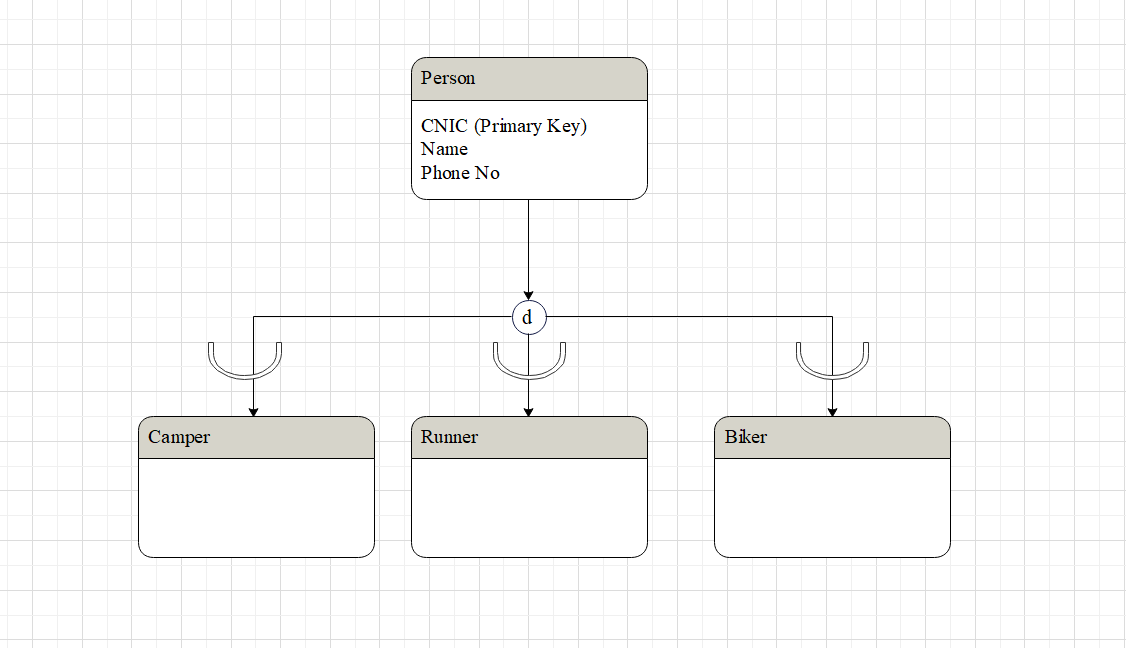 Person
CNIC (Primary Key)
Name
Phone No
d
Camper
Runner
Biker